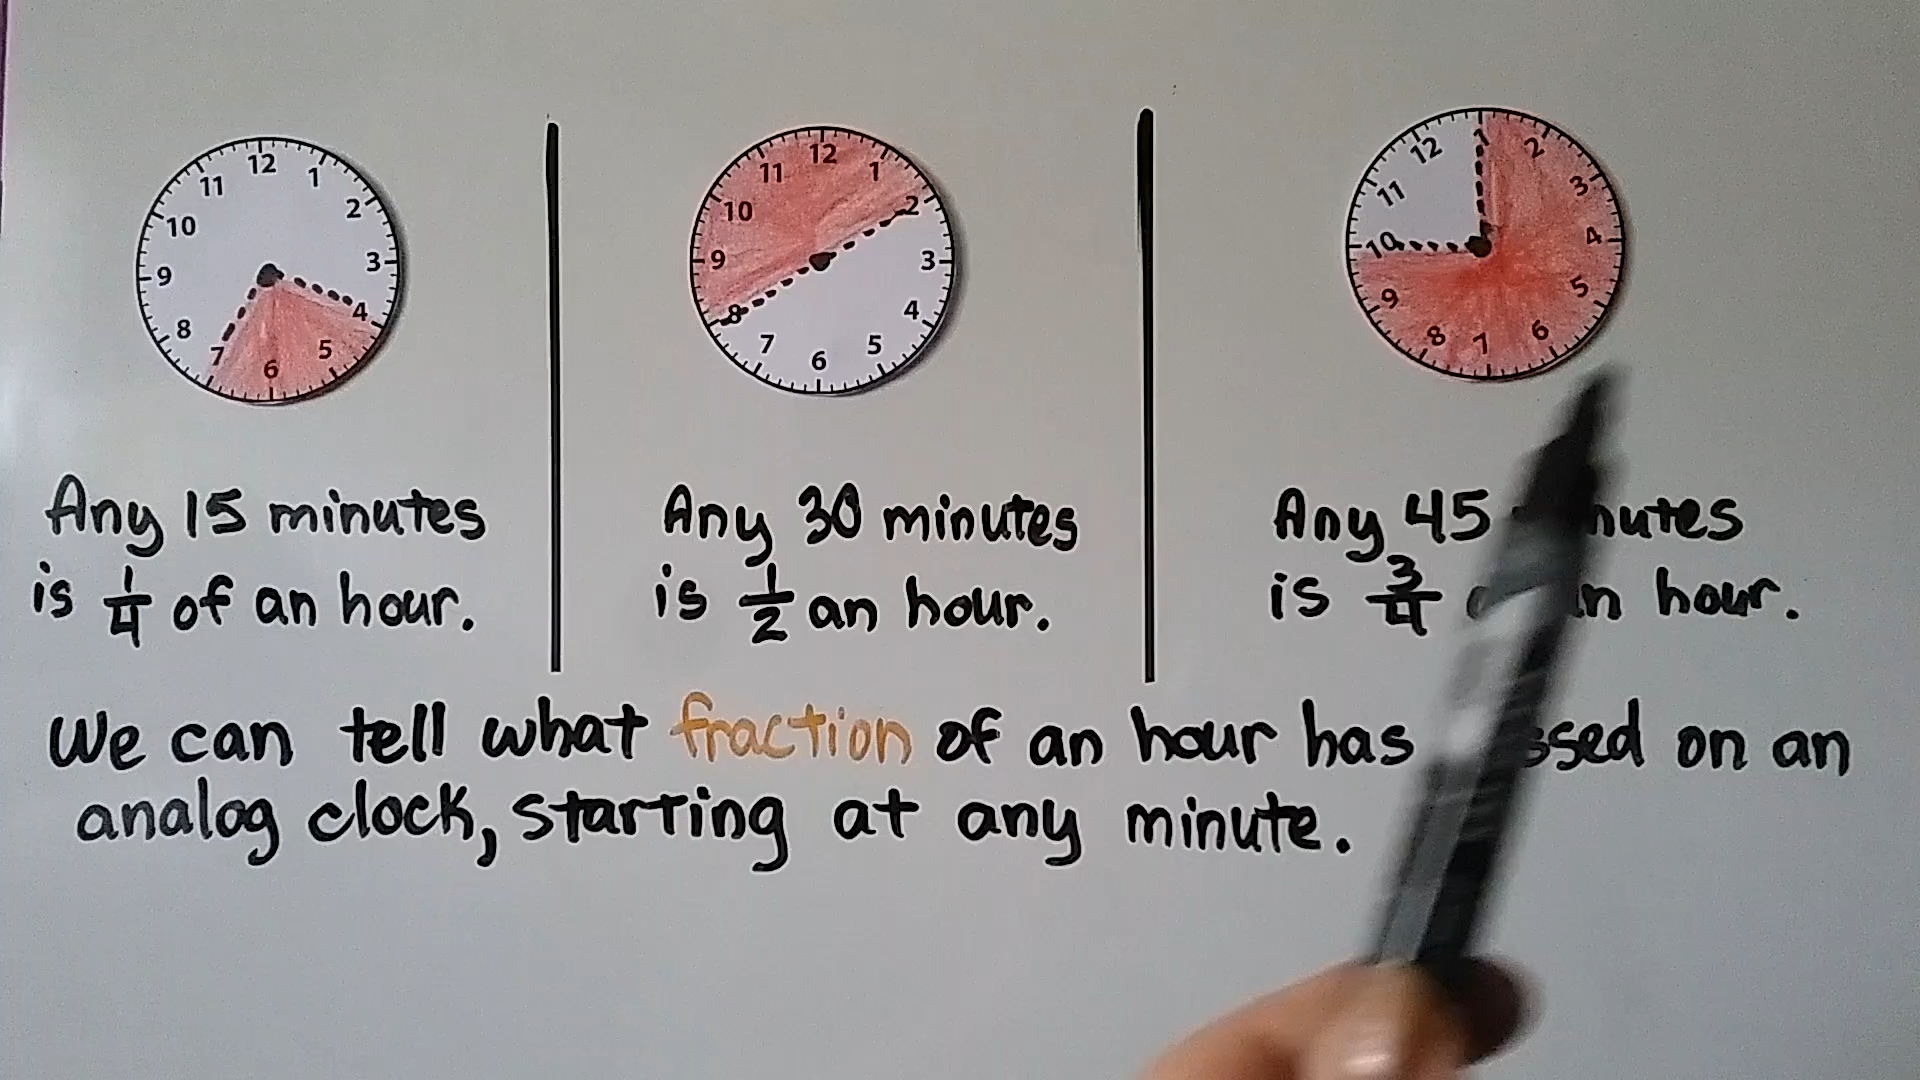 12 1 2 3 4 5 6 7 8 9 10 11
12 1 2 3 4 5 6 7 8 9 10 11
12 1 2 3 4 5 6 7 8 9 10 11
Any 15 minutes
is 1/4 of an hour.
Any 30 minutes
is 1/2 an hour.
Any 45
is 3/4 hour.
We can tell what fraction of an hour has on an
analog clock, starting at any minute.